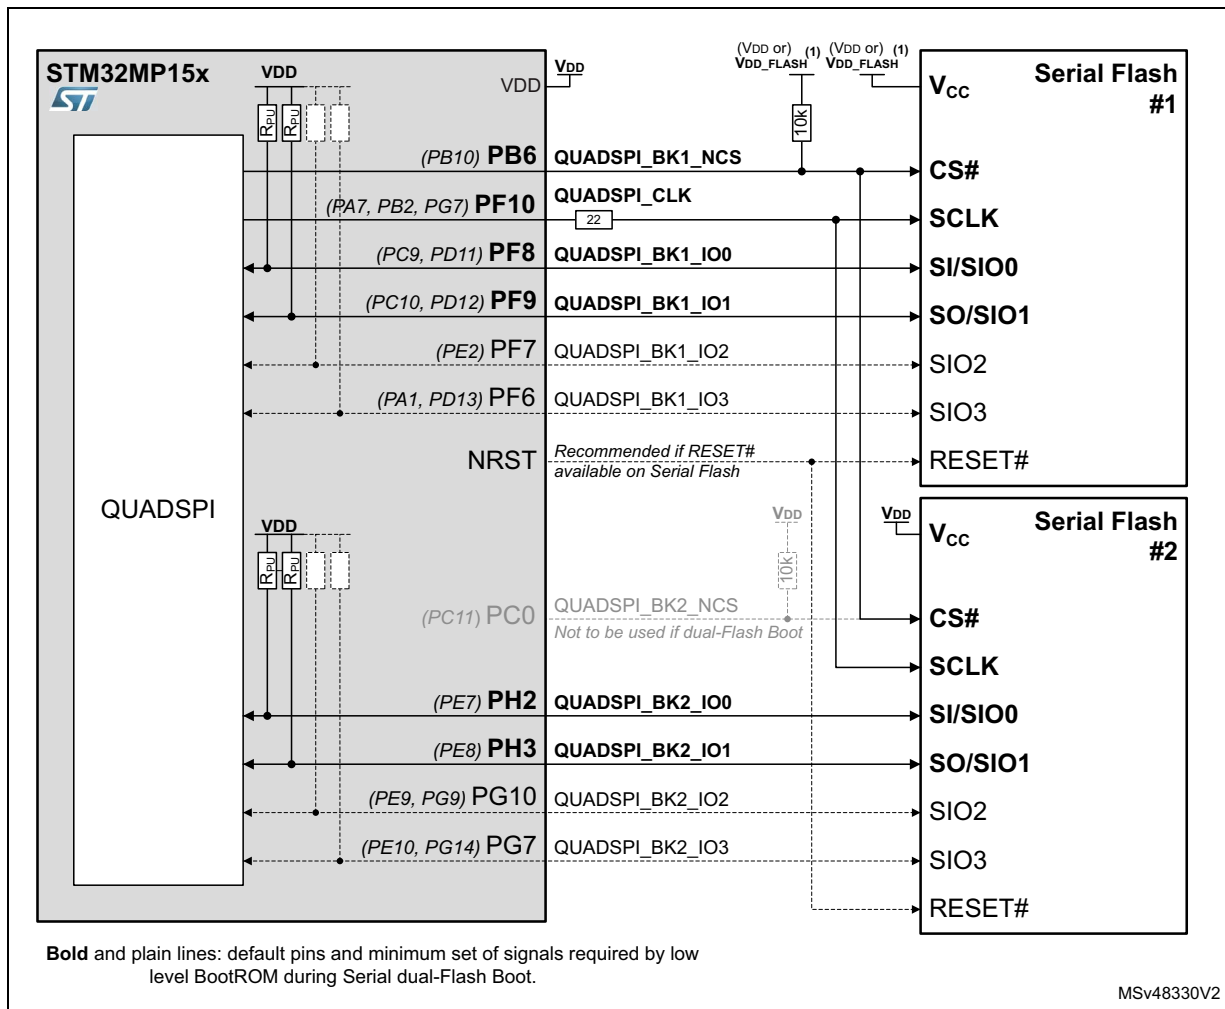 STM32MP15x
ST
VDD
RPU
RPU
VDD
VDD
(VDD or) (1)
VDD_FLASH
(VDD or) (1)
VDD_FLASH
10k
Serial Flash
#1
VCC
(PB10) PB6 QUADSPI_BK1_NCS CS#
(PA7, PB2, PG7) PF10 QUADSPI_CLK SCLK
22
(PC9, PD11) PF8 QUADSPI_BK1_IO0 SI/SIO0
(PC10, PD12) PF9 QUADSPI_BK1_IO1 SO/SIO1
(PE2) PF7 QUADSPI_BK1_IO2 SIO2
(PA1, PD13) PF6 QUADSPI_BK1_IO3 SIO3
NRST Recommended if RESET# RESET#
available on Serial Flash
QUADSPI
VDD
RPU
RPU
VDD
10k
VDD
VCC
Serial Flash
#2
(PC11) PC0 QUADSPI_BK2_NCS CS#
Not to be used if dual-Flash Boot
SCLK
(PE7) PH2 QUADSPI_BK2_IO0 SI/SIO0
(PE8) PH3 QUADSPI_BK2_IO1 SO/SIO1
(PE9, PG9) PG10 QUADSPI_BK2_IO2 SIO2
(PE10, PG14) PG7 QUADSPI_BK2_IO3 SIO3
RESET#
Bold and plain lines: default pins and minimum set of signals required by low
level BootROM during Serial dual-Flash Boot.
MSv48330V2